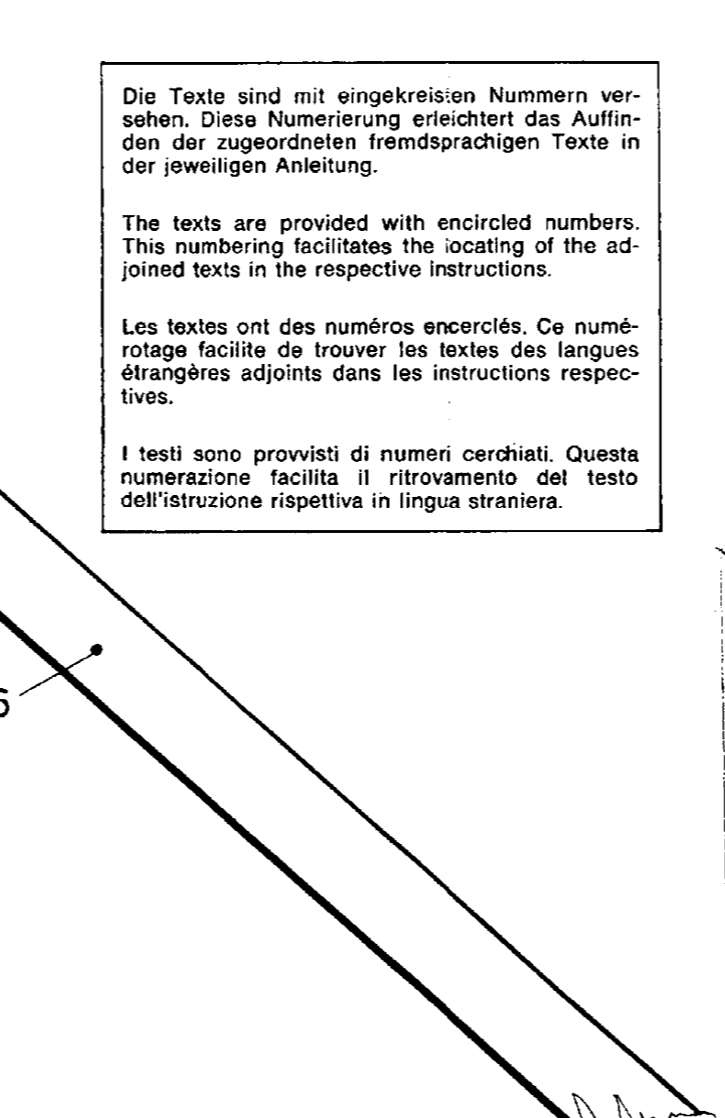 Die Texte sind mit eingekreisten Nummern ver-
sehen. Diese Numerierung erleichtert das Auffin-
den der zugeordneten fremdsprachigen Texte in
der jeweiligen Anleitung.
The texts are provided with encircled numbers.
This numbering facilitates the locating of the ad-
joined texts in the respective instructions.
Les textes ont des numéros encerclés. Ce numé-
rotage facilite de trouver les textes des langues
étrangères adjoints dans les instructions respec-
tives.
I testi sono provvisti di numeri cerchiati. Questa
numerazione facilita il ritrovamento del testo
dell'istruzione rispettiva in lingua straniera.